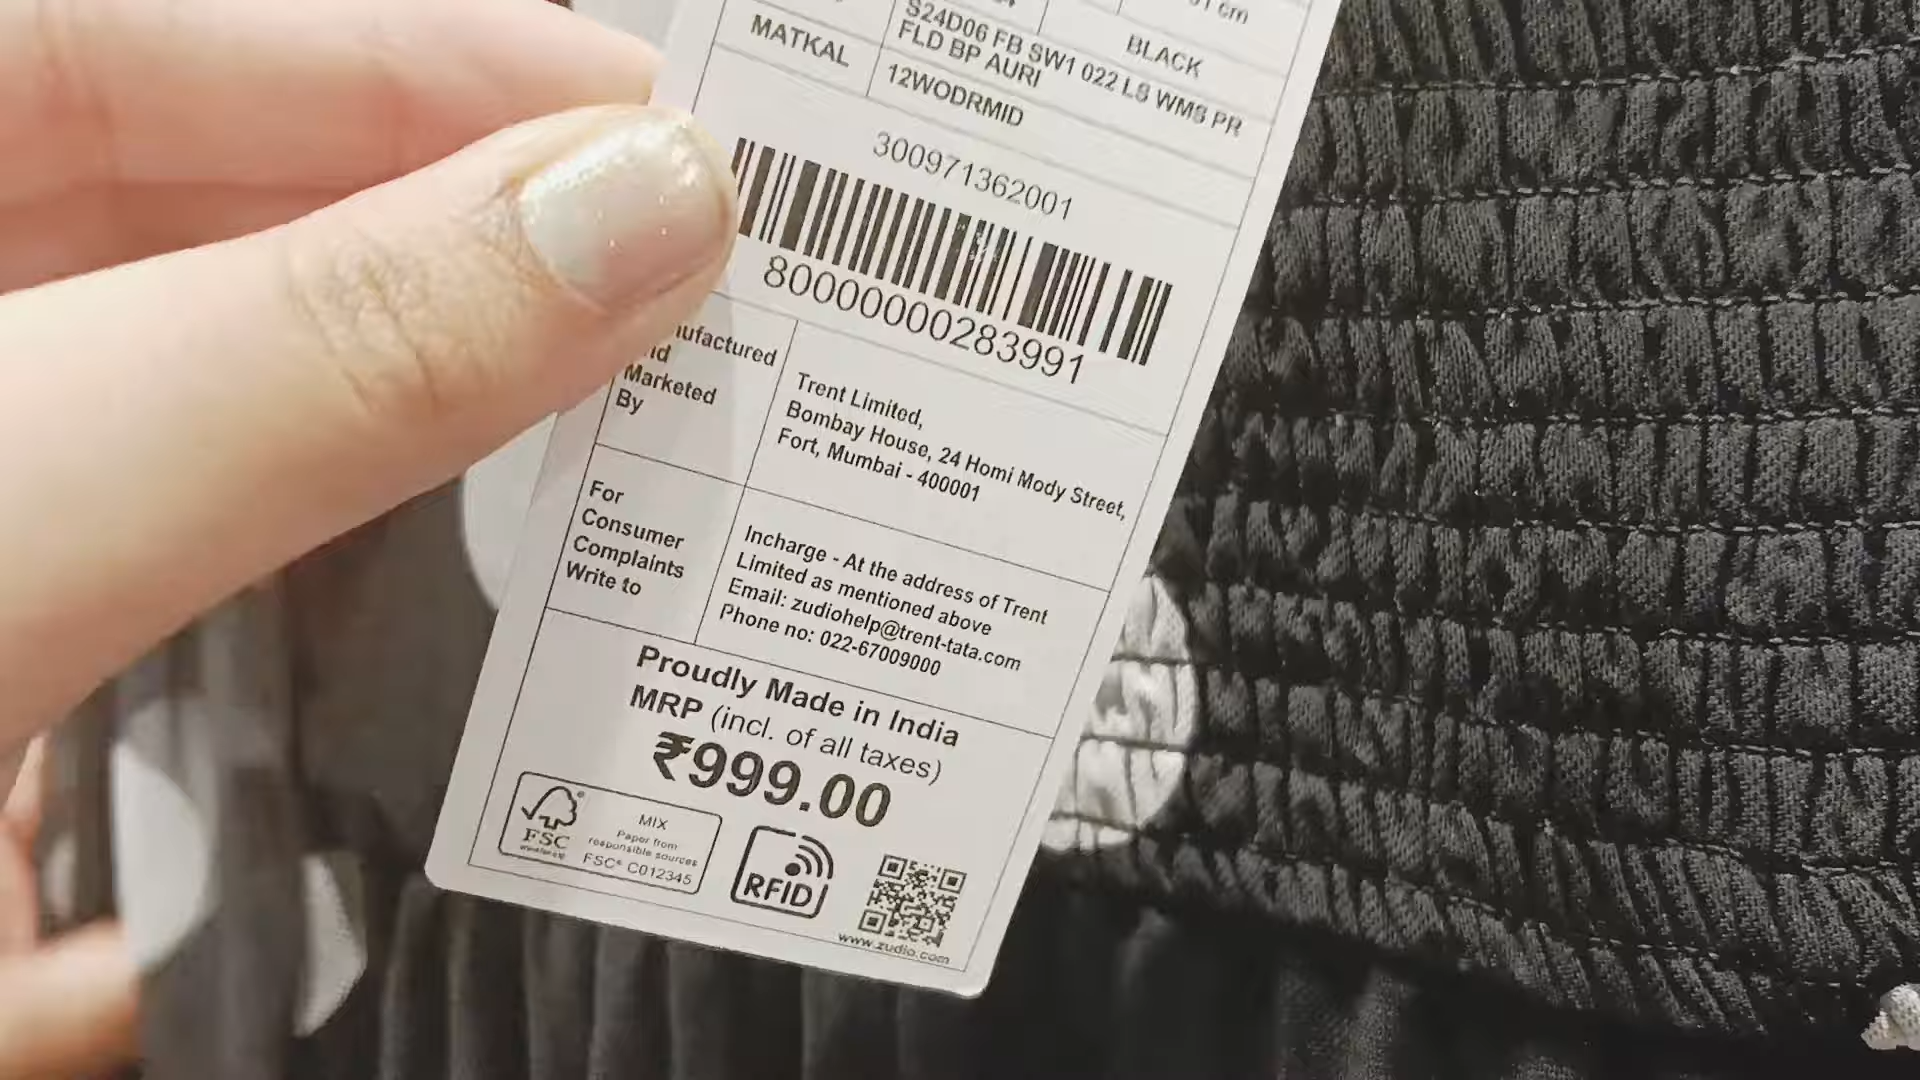 cm
BLACK
S24D06 FB SW1 022 LS WMS PR
FLD BP AURI
MATKAL
12WODRMID
300971362001
8000000283991
Marketed
By
Trent Limited,
Bombay House, 24 Homi Mody Street,
Fort, Mumbai - 400001
For
Consumer
Complaints
Write to
Incharge - At the address of Trent
Limited as mentioned above
Email: zudiohelp@trent-tata.com
Phone no: 022-67009000
Proudly Made in India
MRP (incl. of all taxes)
₹999.00
FSC
MIX
Paper from
responsible sources
FSC® C012345
RFID
www.zudio.com